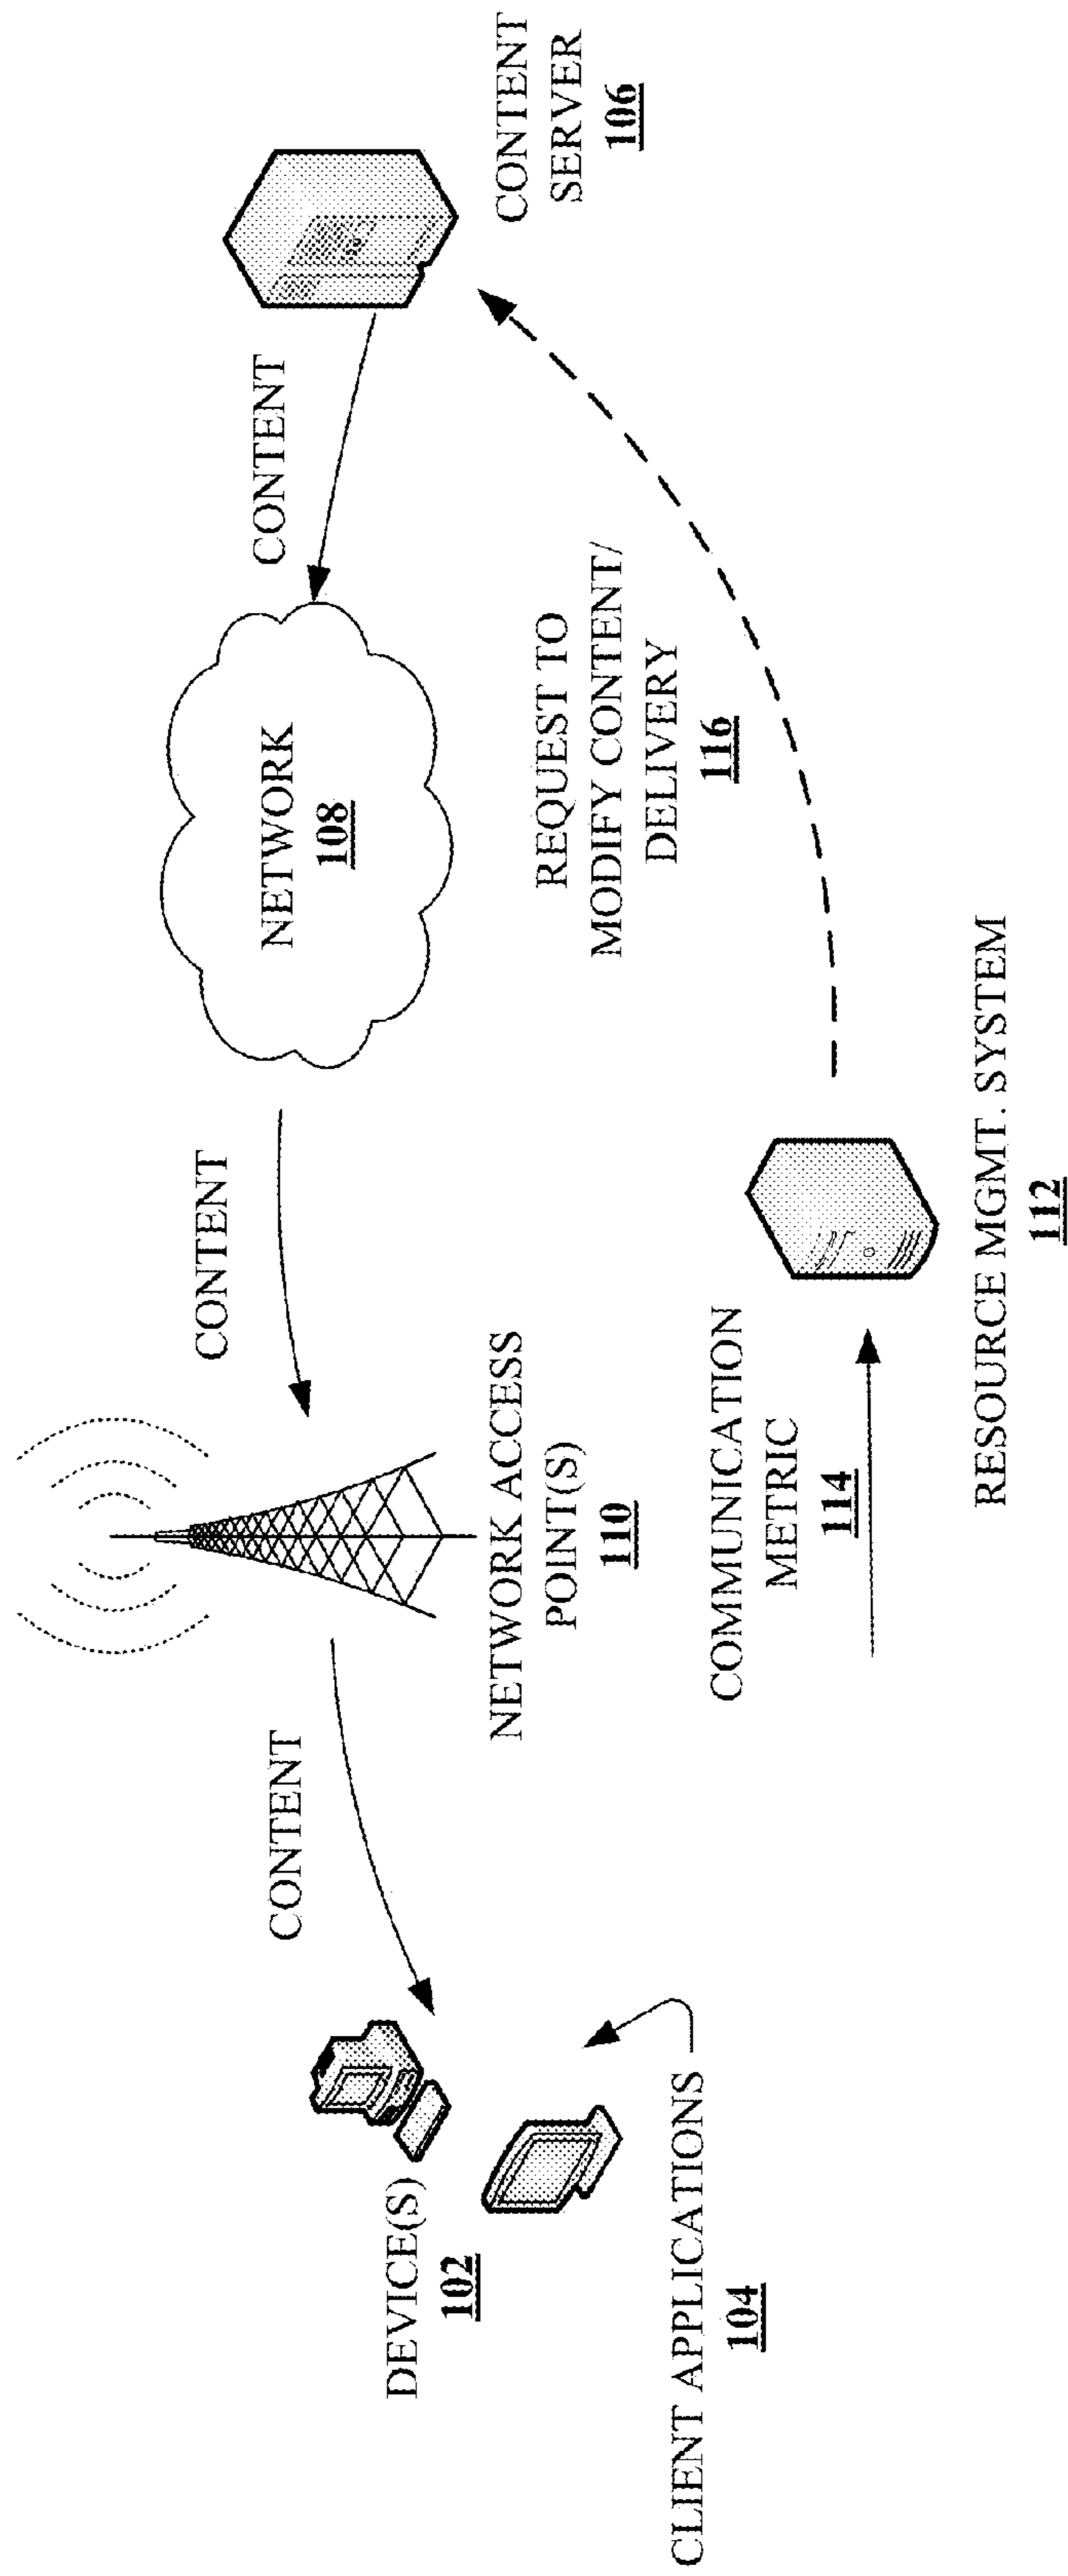 CONTENT
CONTENT
CONTENT
NETWORK
108
DEVICE(S)
102
NETWORK ACCESS
POINT(S)
110
CONTENT
SERVER
106
REQUEST TO
MODIFY CONTENT/
DELIVERY
116
CLIENT APPLICATIONS
104
COMMUNICATION
METRIC
114
RESOURCE MGMT. SYSTEM
112